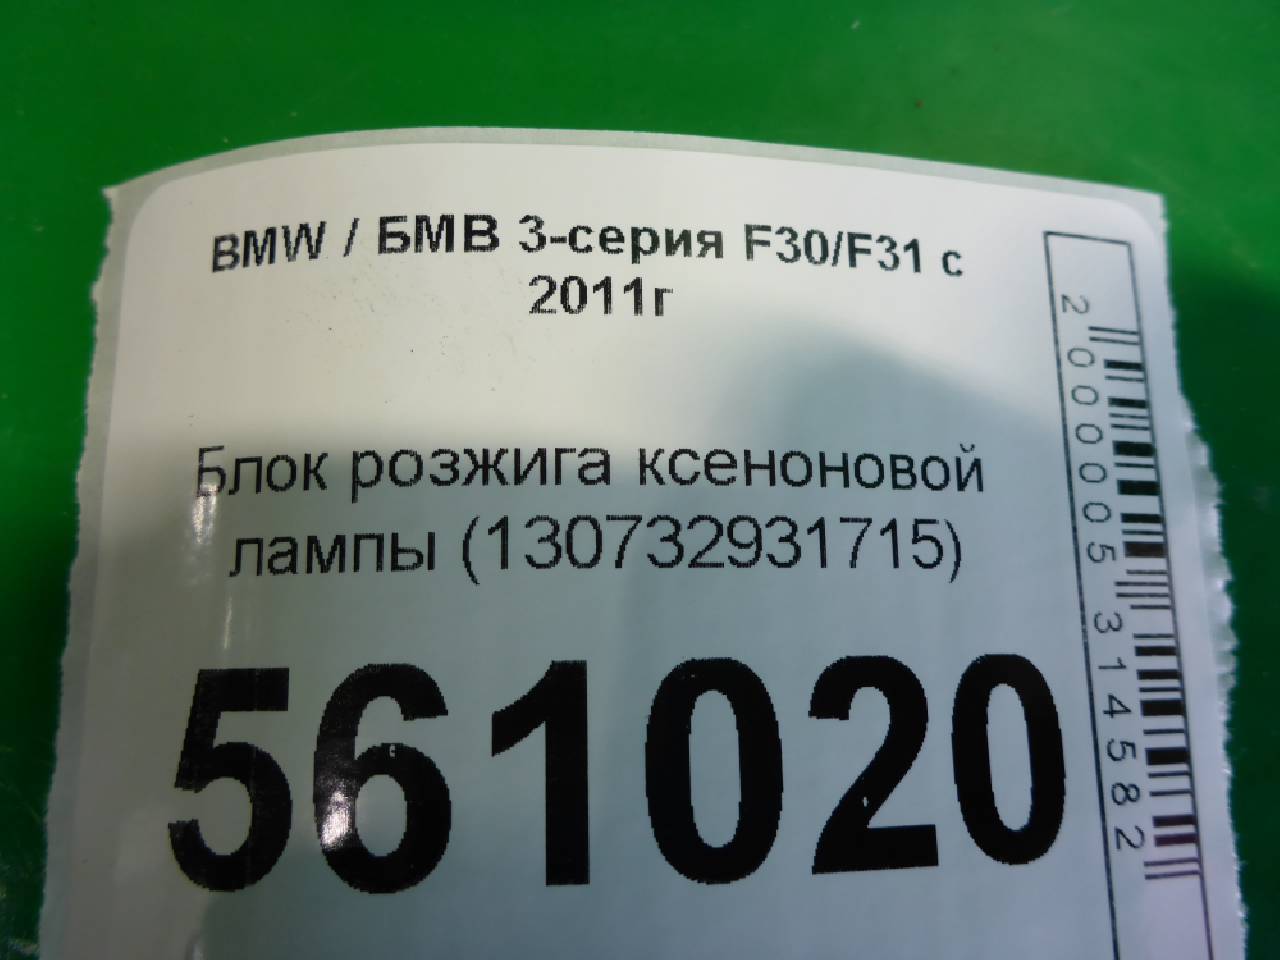 BMW / БМВ 3-серия F30/F31 с
2011г
Блок розжига ксеноновой
лампы (130732931715)
561020
2000005314582